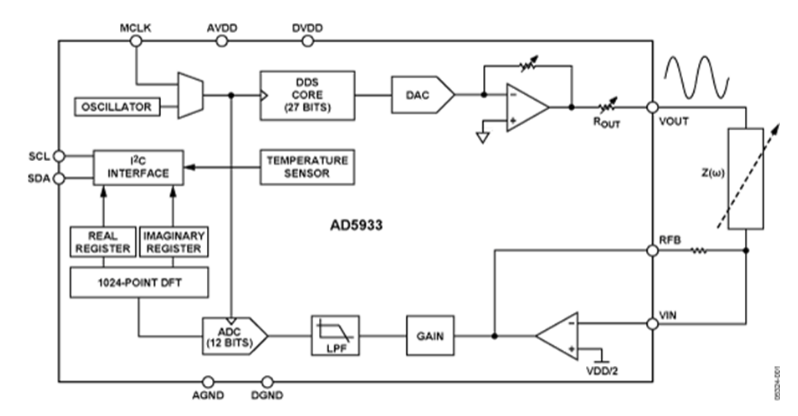 MCLK
AVDD
DVDD
OSCILLATOR
DDS
CORE
(27 BITS)
DAC
ROUT
VOUT
SCL
SDA
I2C
INTERFACE
TEMPERATURE
SENSOR
Z(ω)
AD5933
REAL
REGISTER
IMAGINARY
REGISTER
RFB
1024-POINT DFT
ADC
(12 BITS)
LPF
GAIN
VIN
VDD/2
AGND
DGND
05324-001